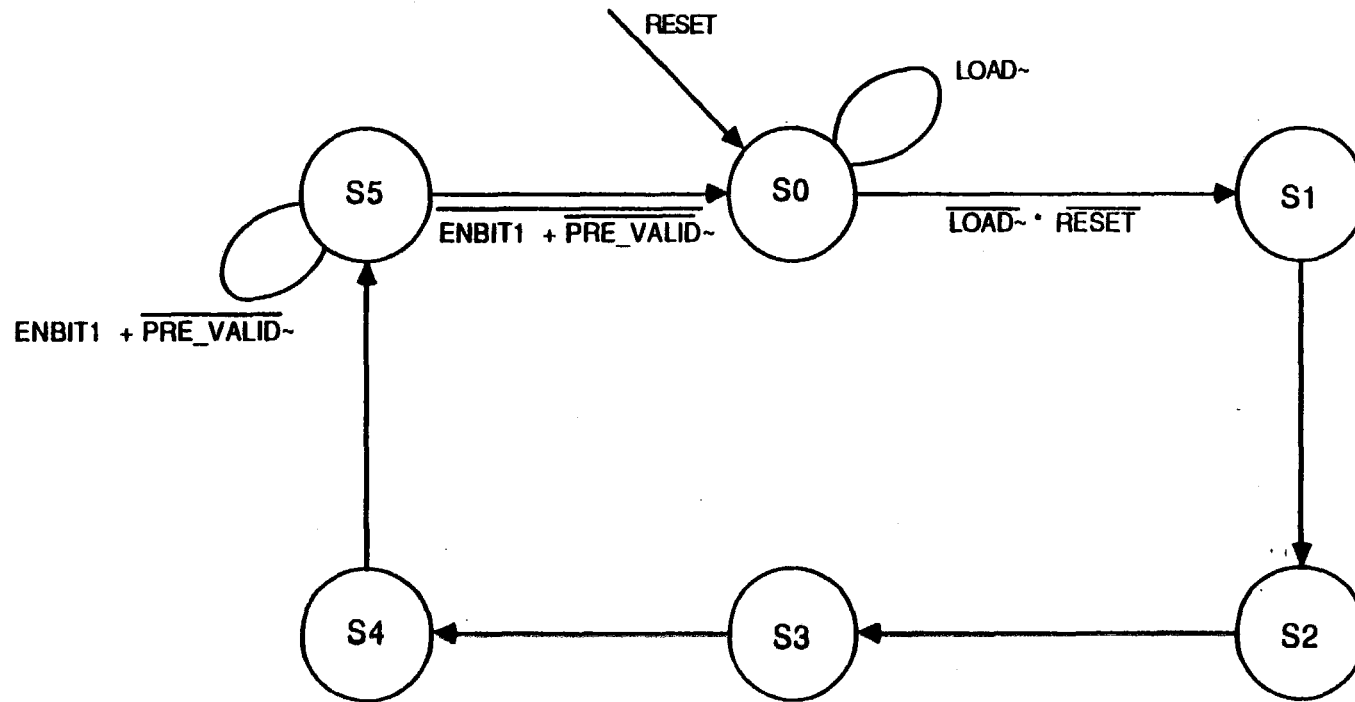 RESET
LOAD~
S5
S0
S1
ENBIT1 + PRE_VALID~
LOAD~ · RESET
ENBIT1 + PRE_VALID~
S4
S3
S2